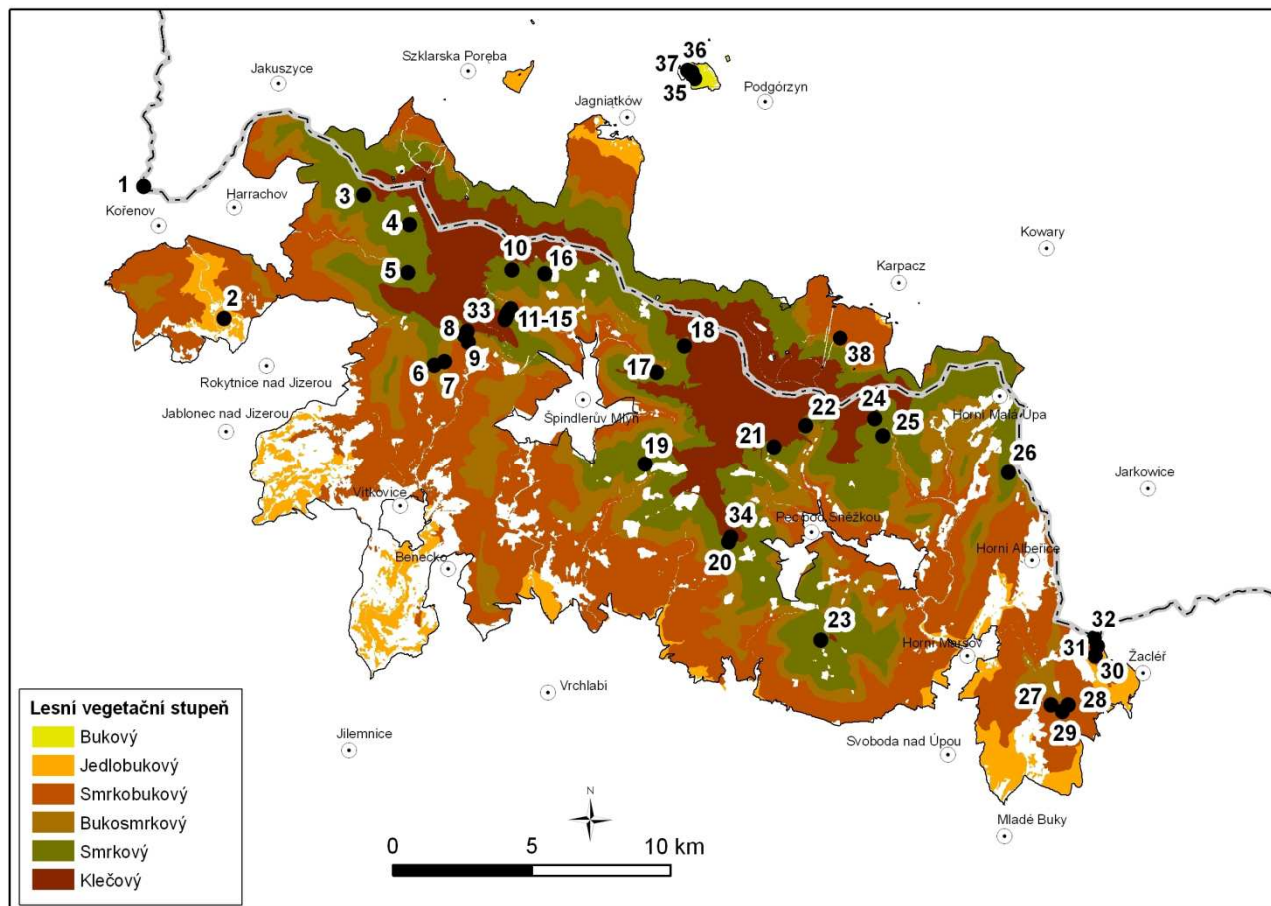 Szklarska Poręba
Jakuszyce
36
37
35
Podgórzyn
Jagniątków
1
Kořenov
Harrachov
3
4
5
10
16
Kowary
Karpacz
2
33
8
9
11-15
6
7
18
17
38
Rokytnice nad Jizerou
Jablonec nad Jizerou
Špindlerův Mlýn
Horní Malá Úpa
24
25
22
21
19
26
Jarkowice
Vítkovice
Benecko
34
20
Pec pod Sněžkou
Horní Albeřice
23
Horní Maršov
32
31
30
Žacléř
Vrchlabí
27
28
29
Jilemnice
Svoboda nad Úpou
Mladé Buky
Lesní vegetační stupeň
Bukový
Jedlobukový
Smrkobukový
Bukosmrkový
Smrkový
Klečový
N
0 5 10 km